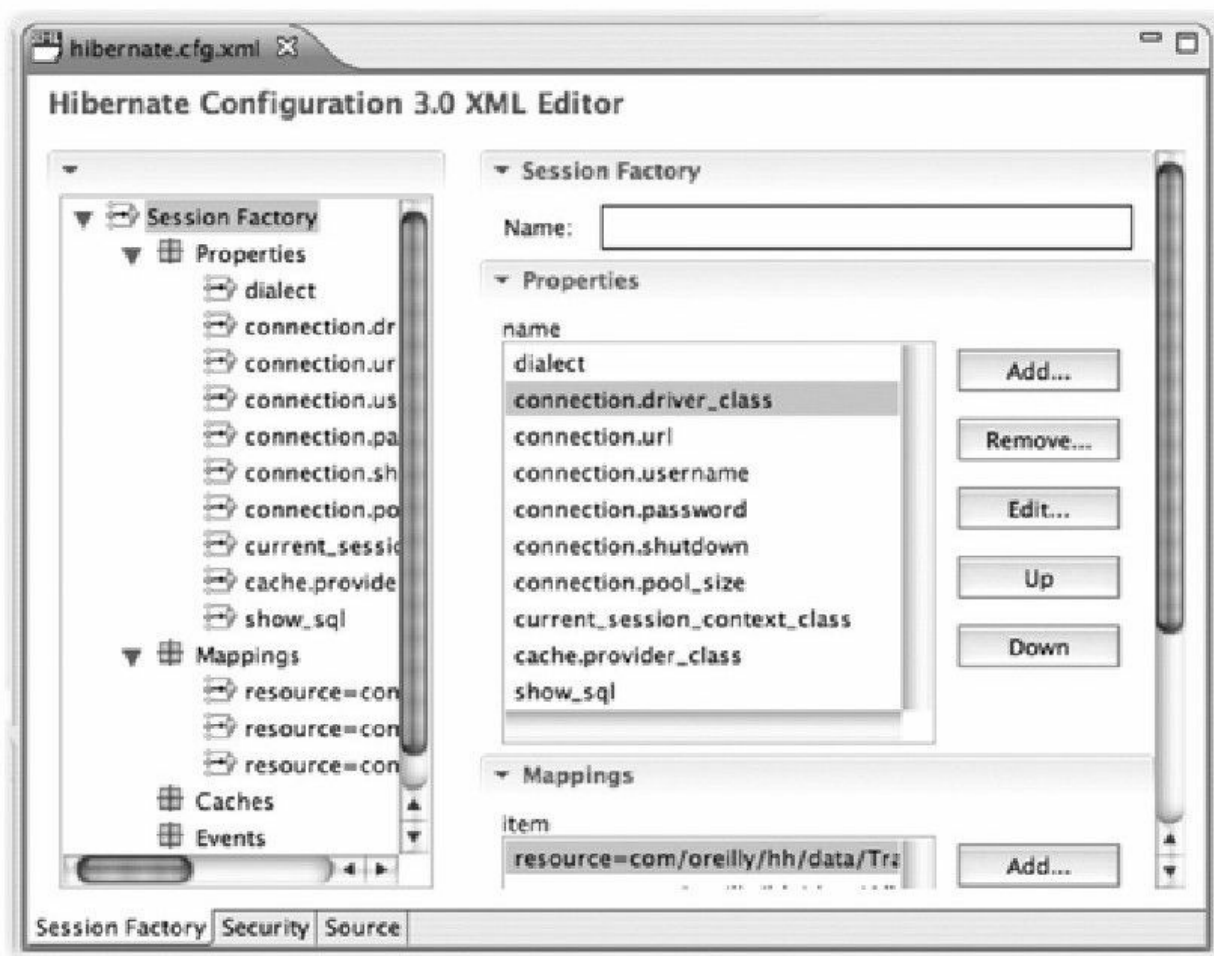 hibernate.cfg.xml
Hibernate Configuration 3.0 XML Editor
Session Factory
Properties
dialect
connection.dr
connection.ur
connection.us
connection.pa
connection.sh
connection.po
current_sessio
cache.provide
show_sql
Mappings
resource=con
resource=con
resource=con
Caches
Events
Session Factory
Name:
Properties
name
dialect
connection.driver_class
connection.url
connection.username
connection.password
connection.shutdown
connection.pool_size
current_session_context_class
cache.provider_class
show_sql
Add...
Remove...
Edit...
Up
Down
Mappings
item
resource=com/oreilly/hh/data/Tra
Add...
Session Factory Security Source